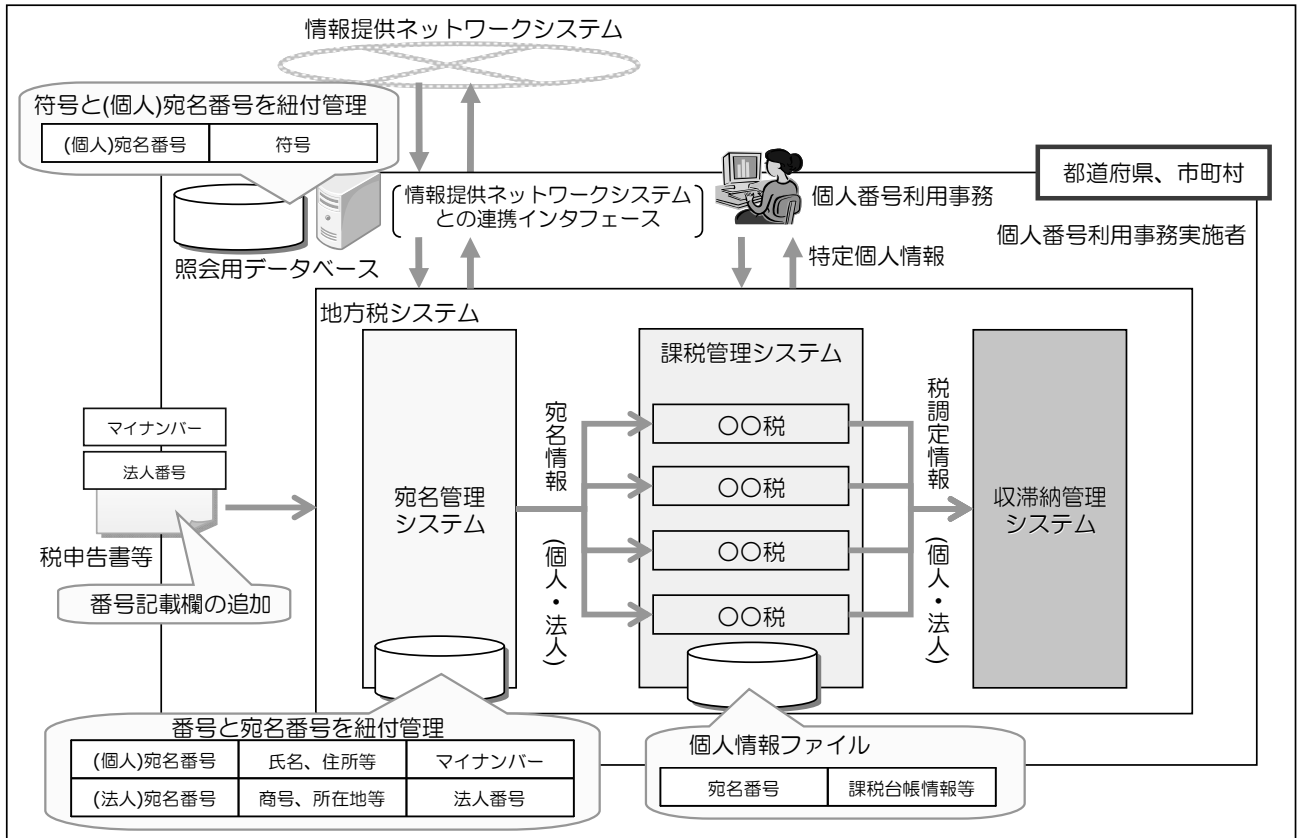 情報提供ネットワークシステム
符号と(個人)宛名番号を紐付管理
(個人)宛名番号
符号
都道府県、市町村
情報提供ネットワークシステム
との連携インタフェース
個人番号利用事務
個人番号利用事務実施者
照会用データベース
特定個人情報
地方税システム
課税管理システム
マイナンバー
法人番号
税申告書等
番号記載欄の追加
宛名管理
システム
宛名情報
(個人・法人)
〇〇税
〇〇税
〇〇税
〇〇税
税調定情報
(個人・法人)
収滞納管理
システム
番号と宛名番号を紐付管理
(個人)宛名番号
氏名、住所等
マイナンバー
(法人)宛名番号
商号、所在地等
法人番号
個人情報ファイル
宛名番号
課税台帳情報等